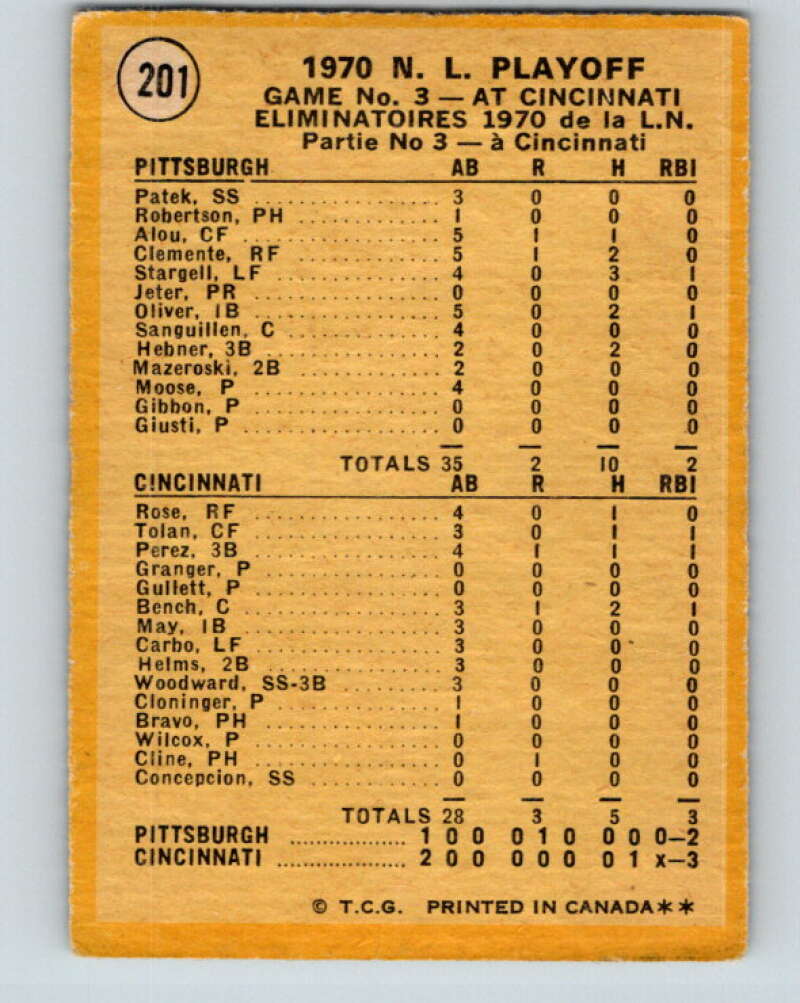 201
1970 N. L. PLAYOFF
GAME No. 3 — AT CINCINNATI
ELIMINATOIRES 1970 de la L.N.
Partie No 3 — à Cincinnati
PITTSBURGH AB R H RBI
Patek, SS .................... 3 0 0 0
Robertson, PH ............. 1 0 0 0
Alou, CF .................... 5 1 1 0
Clemente, RF ............. 5 1 2 0
Stargell, LF ............... 4 0 3 1
Jeter, PR .................. 0 0 0 0
Oliver, 1B .................. 5 0 2 1
Sanguillen, C .............. 4 0 0 0
Hebner, 3B ................ 2 0 2 0
Mazeroski, 2B ............. 2 0 0 0
Moose, P .................. 4 0 0 0
Gibbon, P .................. 0 0 0 0
Giusti, P ................... 0 0 0 0
TOTALS 35 2 10 2
CINCINNATI AB R H RBI
Rose, RF .................. 4 0 1 0
Tolan, CF .................. 3 0 1 1
Perez, 3B .................. 4 1 1 1
Granger, P ................ 0 0 0 0
Gullett, P .................. 0 0 0 0
Bench, C ................... 3 1 2 1
May, 1B ................... 3 0 0 0
Carbo, LF .................. 3 0 0 0
Helms, 2B .................. 3 0 0 0
Woodward, SS-3B ......... 3 0 0 0
Cloninger, P ............... 1 0 0 0
Bravo, PH .................. 1 0 0 0
Wilcox, P .................. 0 0 0 0
Cline, PH .................. 0 1 0 0
Concepcion, SS ............ 0 0 0 0
TOTALS 28 3 5 3
PITTSBURGH .................. 1 0 0 0 1 0 0 0 0—2
CINCINNATI .................... 2 0 0 0 0 0 0 1 x—3
© T.C.G. PRINTED IN CANADA**